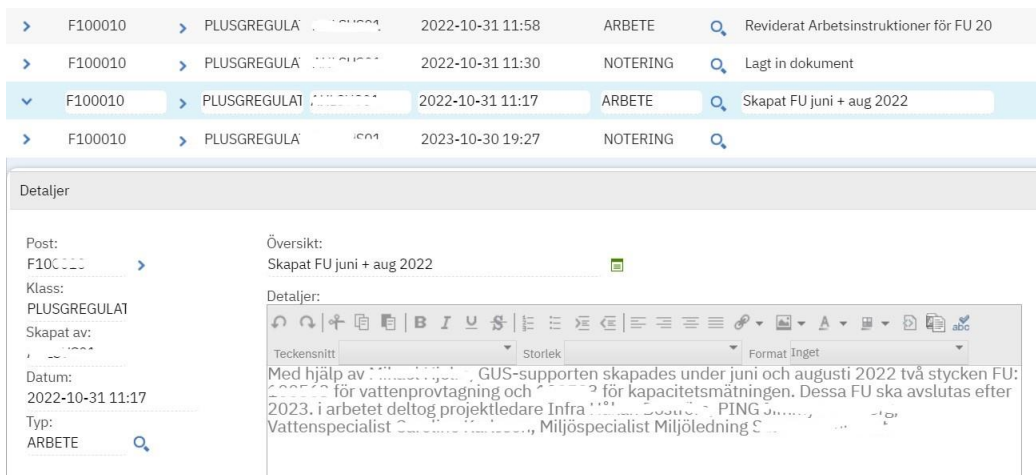 F100010 PLUSGREGULA 2022-10-31 11:58 ARBETE Reviderat Arbetsinstruktioner för FU 20
F100010 PLUSGREGULA 2022-10-31 11:30 NOTERING Lagt in dokument
F100010 PLUSGREGULAT 2022-10-31 11:17 ARBETE Skapat FU juni + aug 2022
F100010 PLUSGREGULA 2023-10-30 19:27 NOTERING
Detaljer
Post:
Klass:
PLUSGREGULAT
Skapat av:
Datum:
2022-10-31 11:17
Typ:
ARBETE
Översikt:
Skapat FU juni + aug 2022
Detaljer:
B I U S A abc
Teckensnitt Storlek Format Inget
Med hjälp av GUS-supporten skapades under juni och augusti 2022 två stycken FU:
för vattenprovtagning och för kapacitetsmätningen. Dessa FU ska avslutas efter
2023. i arbetet deltog projektledare Infra PING
Vattenspecialist Miljöspecialist Miljöledning